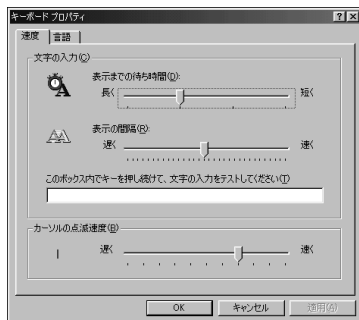 キーボード プロパティ
速度 言語
文字の入力(C)
表示までの待ち時間(D):
長く 短く
表示の間隔(R):
遅く 速く
このボックス内でキーを押し続けて、文字の入力をテストしてください(T)
カーソルの点滅速度(B)
遅く 速く
OK キャンセル 適用(A)